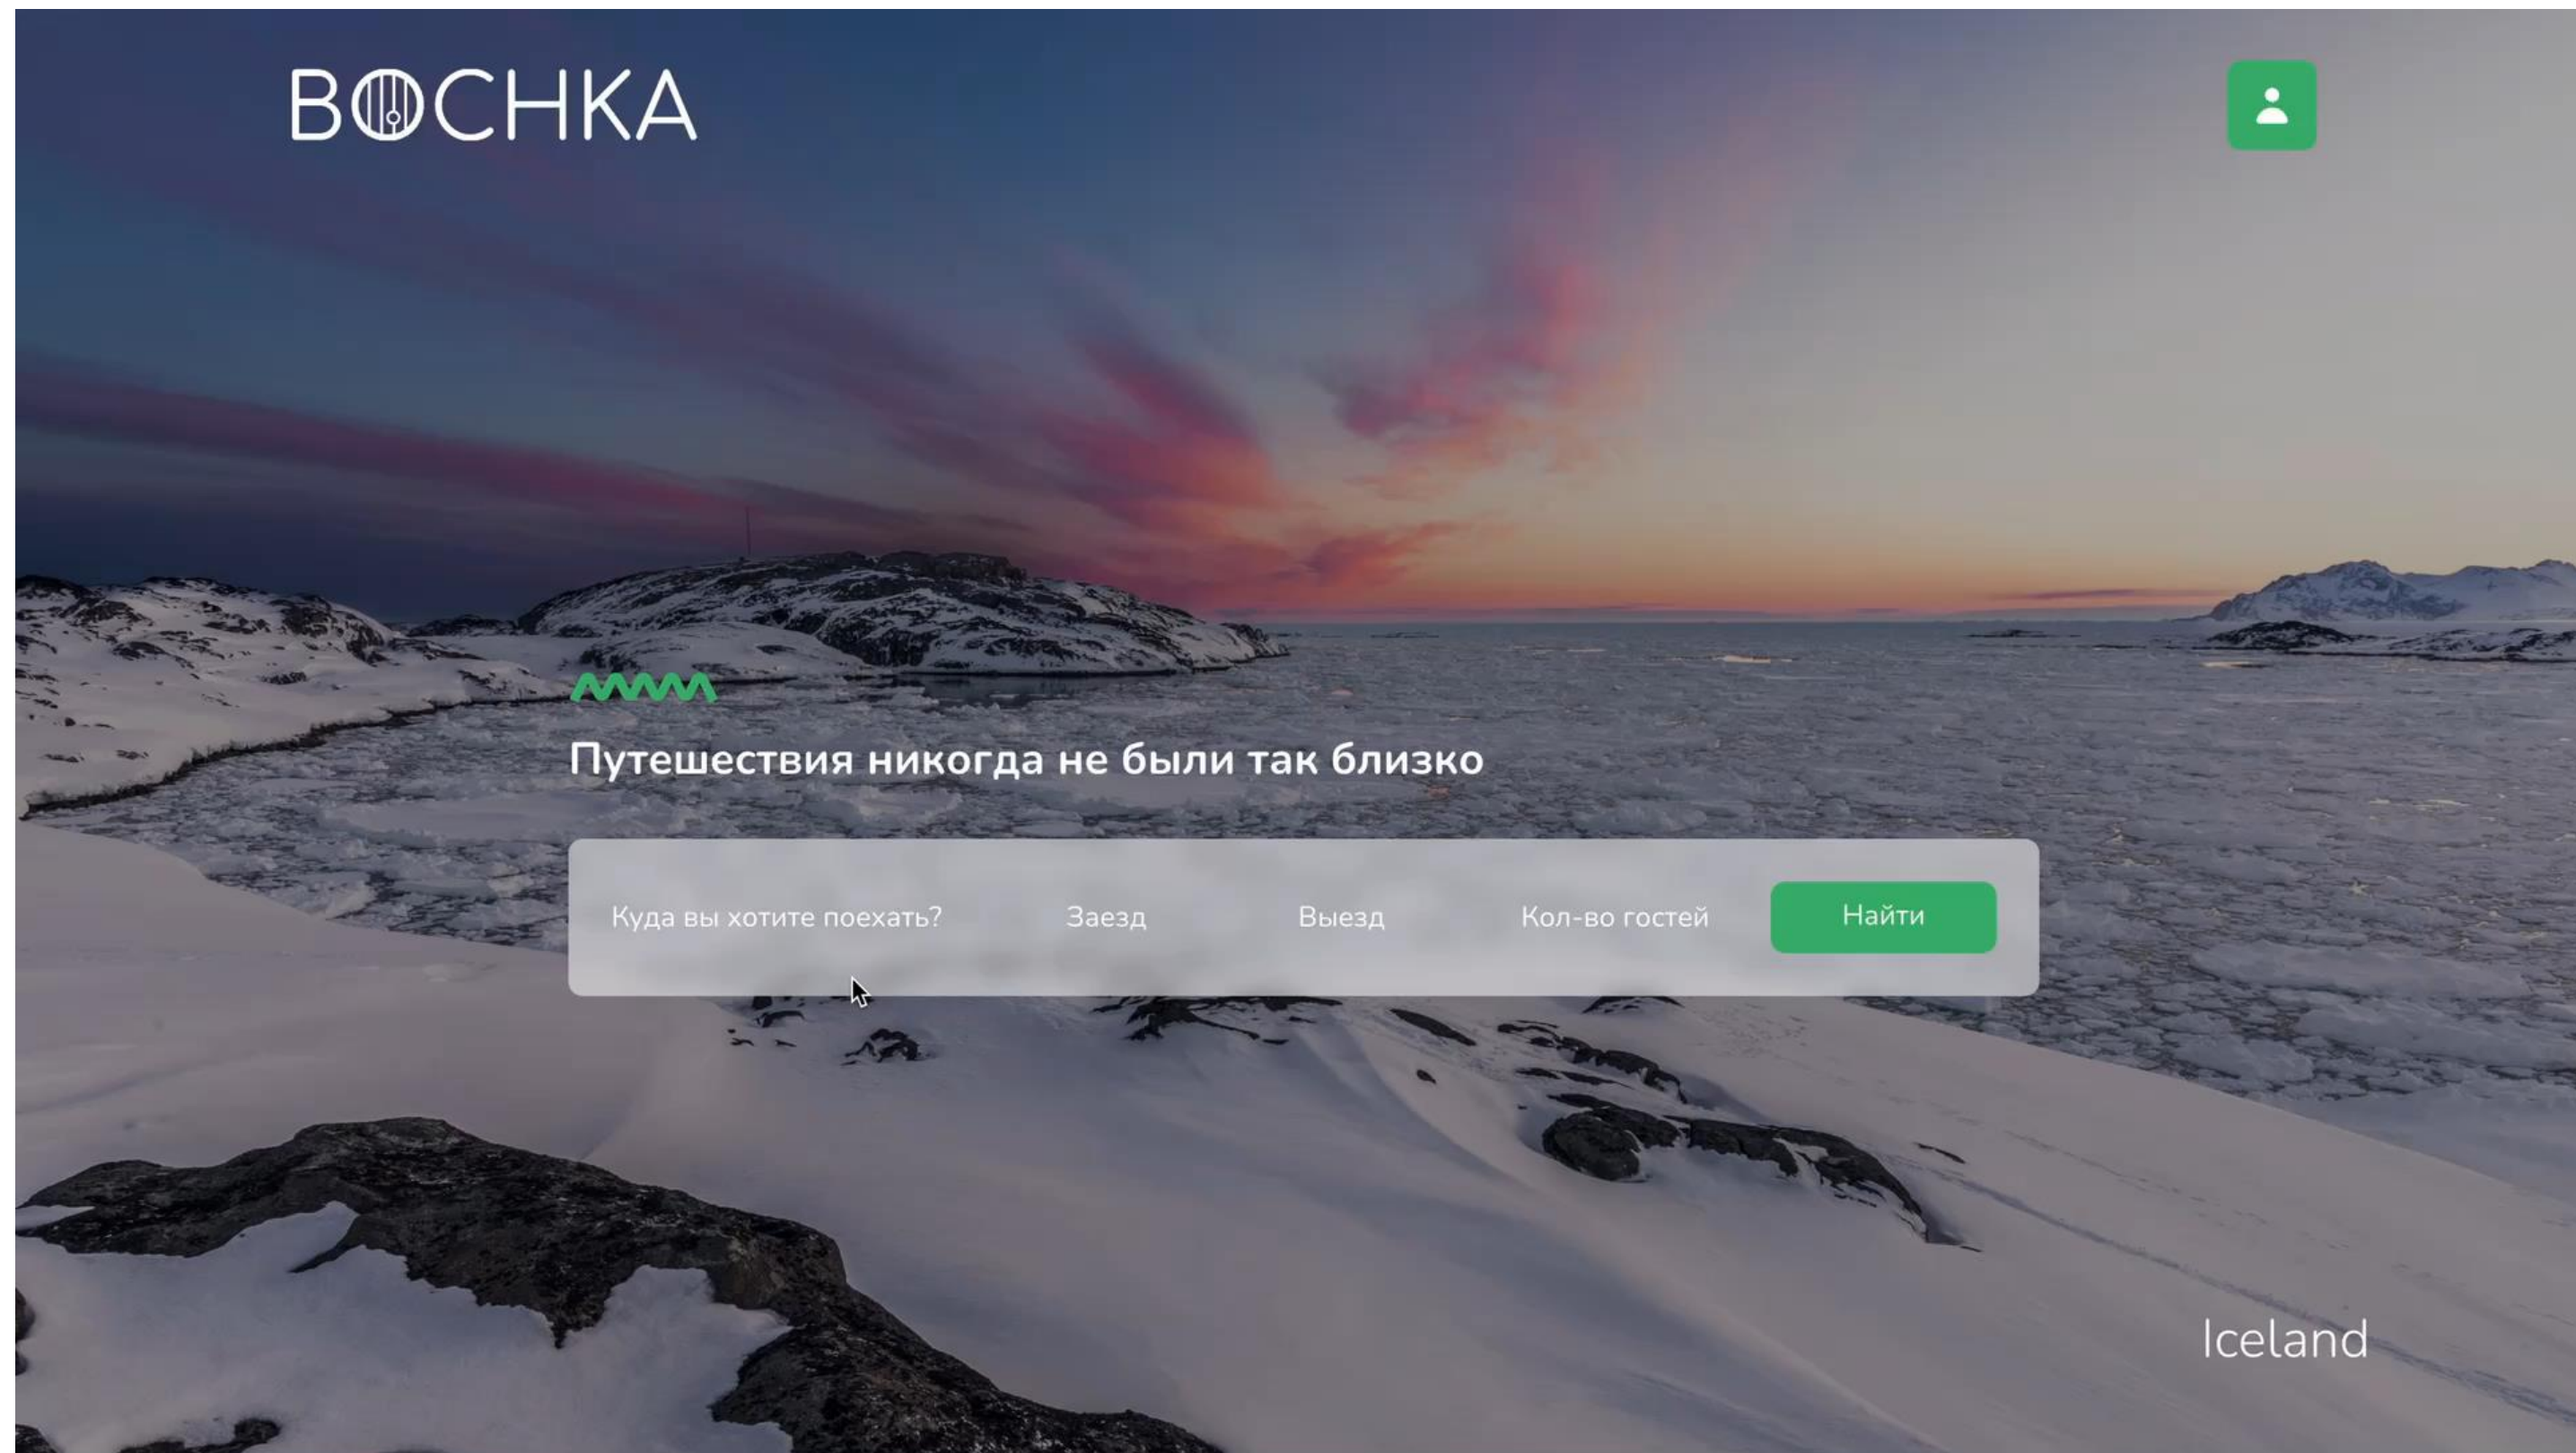 BOCHKA
Путешествия никогда не были так близко
Куда вы хотите поехать? Заезд Выезд Кол-во гостей Найти
Iceland